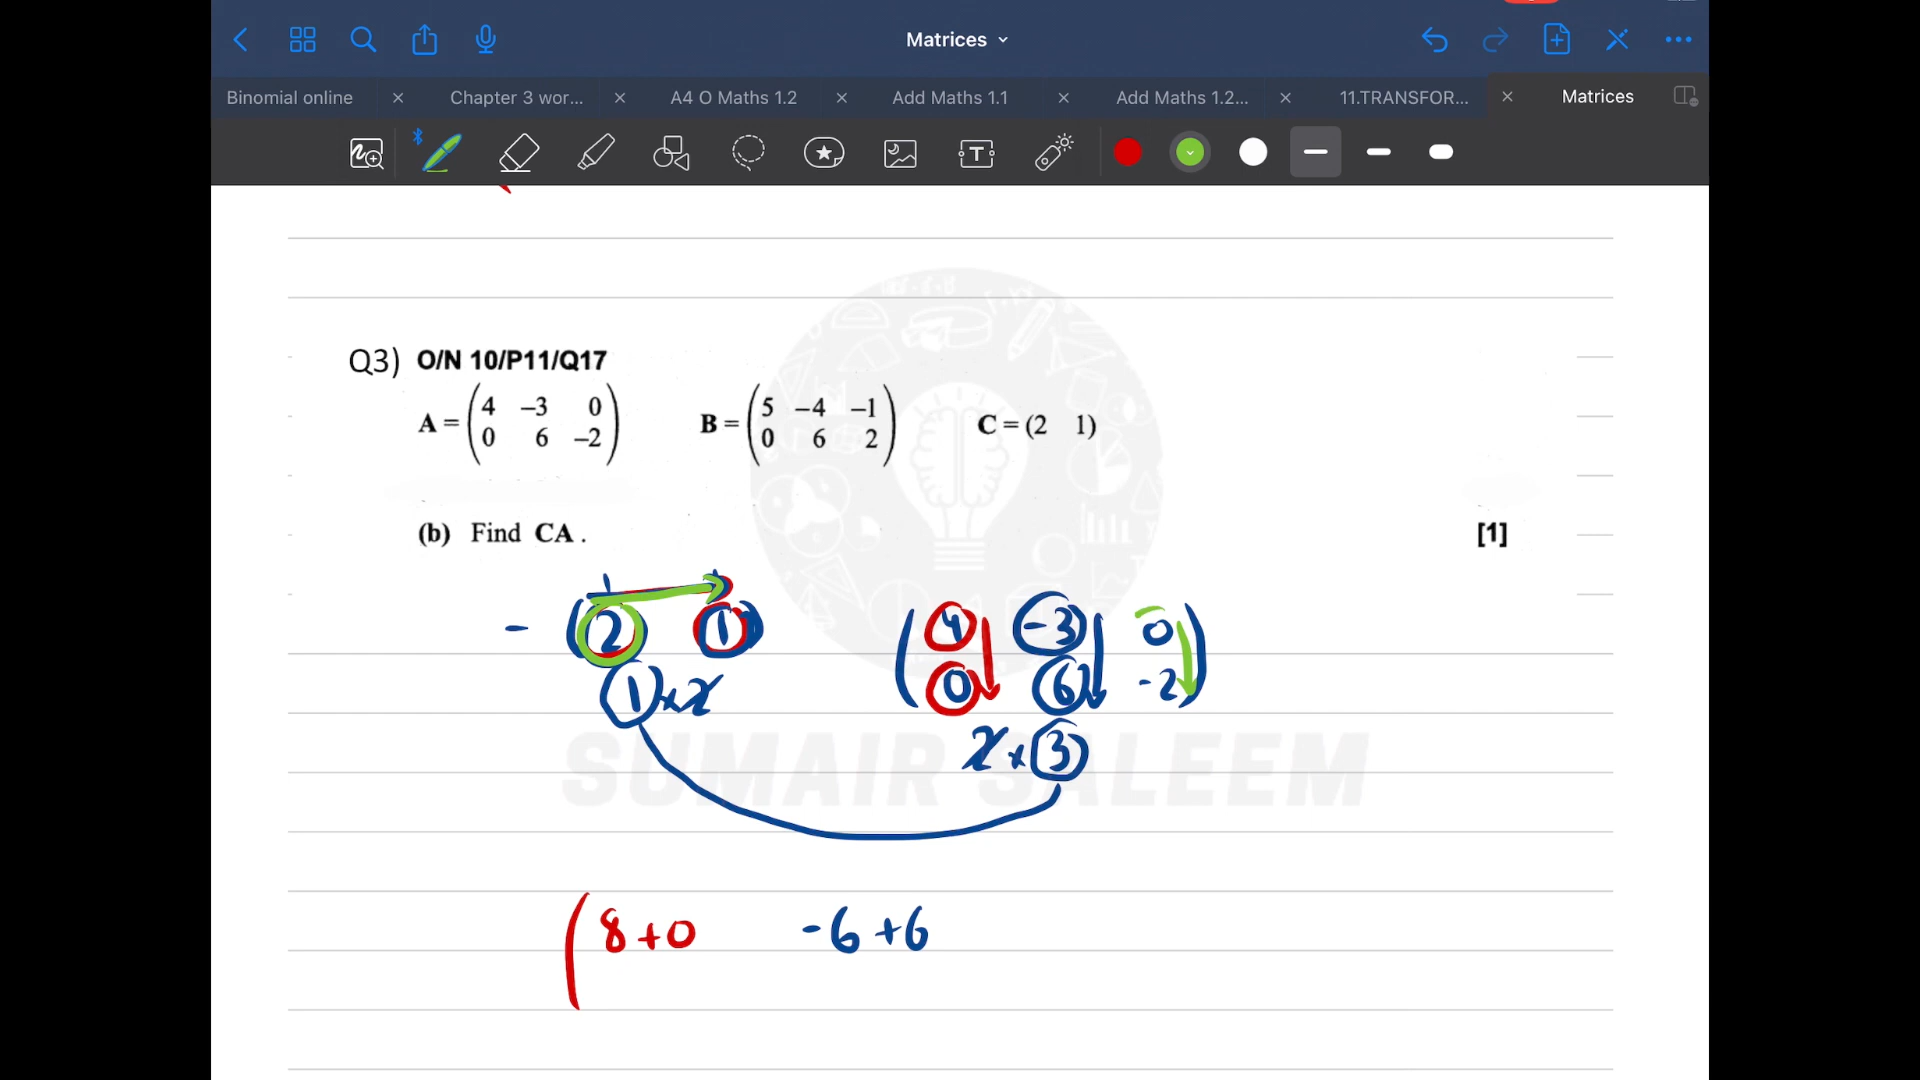 Matrices
Binomial online Chapter 3 wor... A4 O Maths 1.2 Add Maths 1.1 Add Maths 1.2... 11.TRANSFOR... Matrices
Q3) O/N 10/P11/Q17
A = (4 –3 0 B = (5 –4 –1 C = (2 1)
0 6 –2) 0 6 2)
(b) Find CA . [1]
- (2 1) (4 -3 0
0 6 -2)
1 x 2
2 x 3
SUMAIR SALEEM
(8+0 -6+6